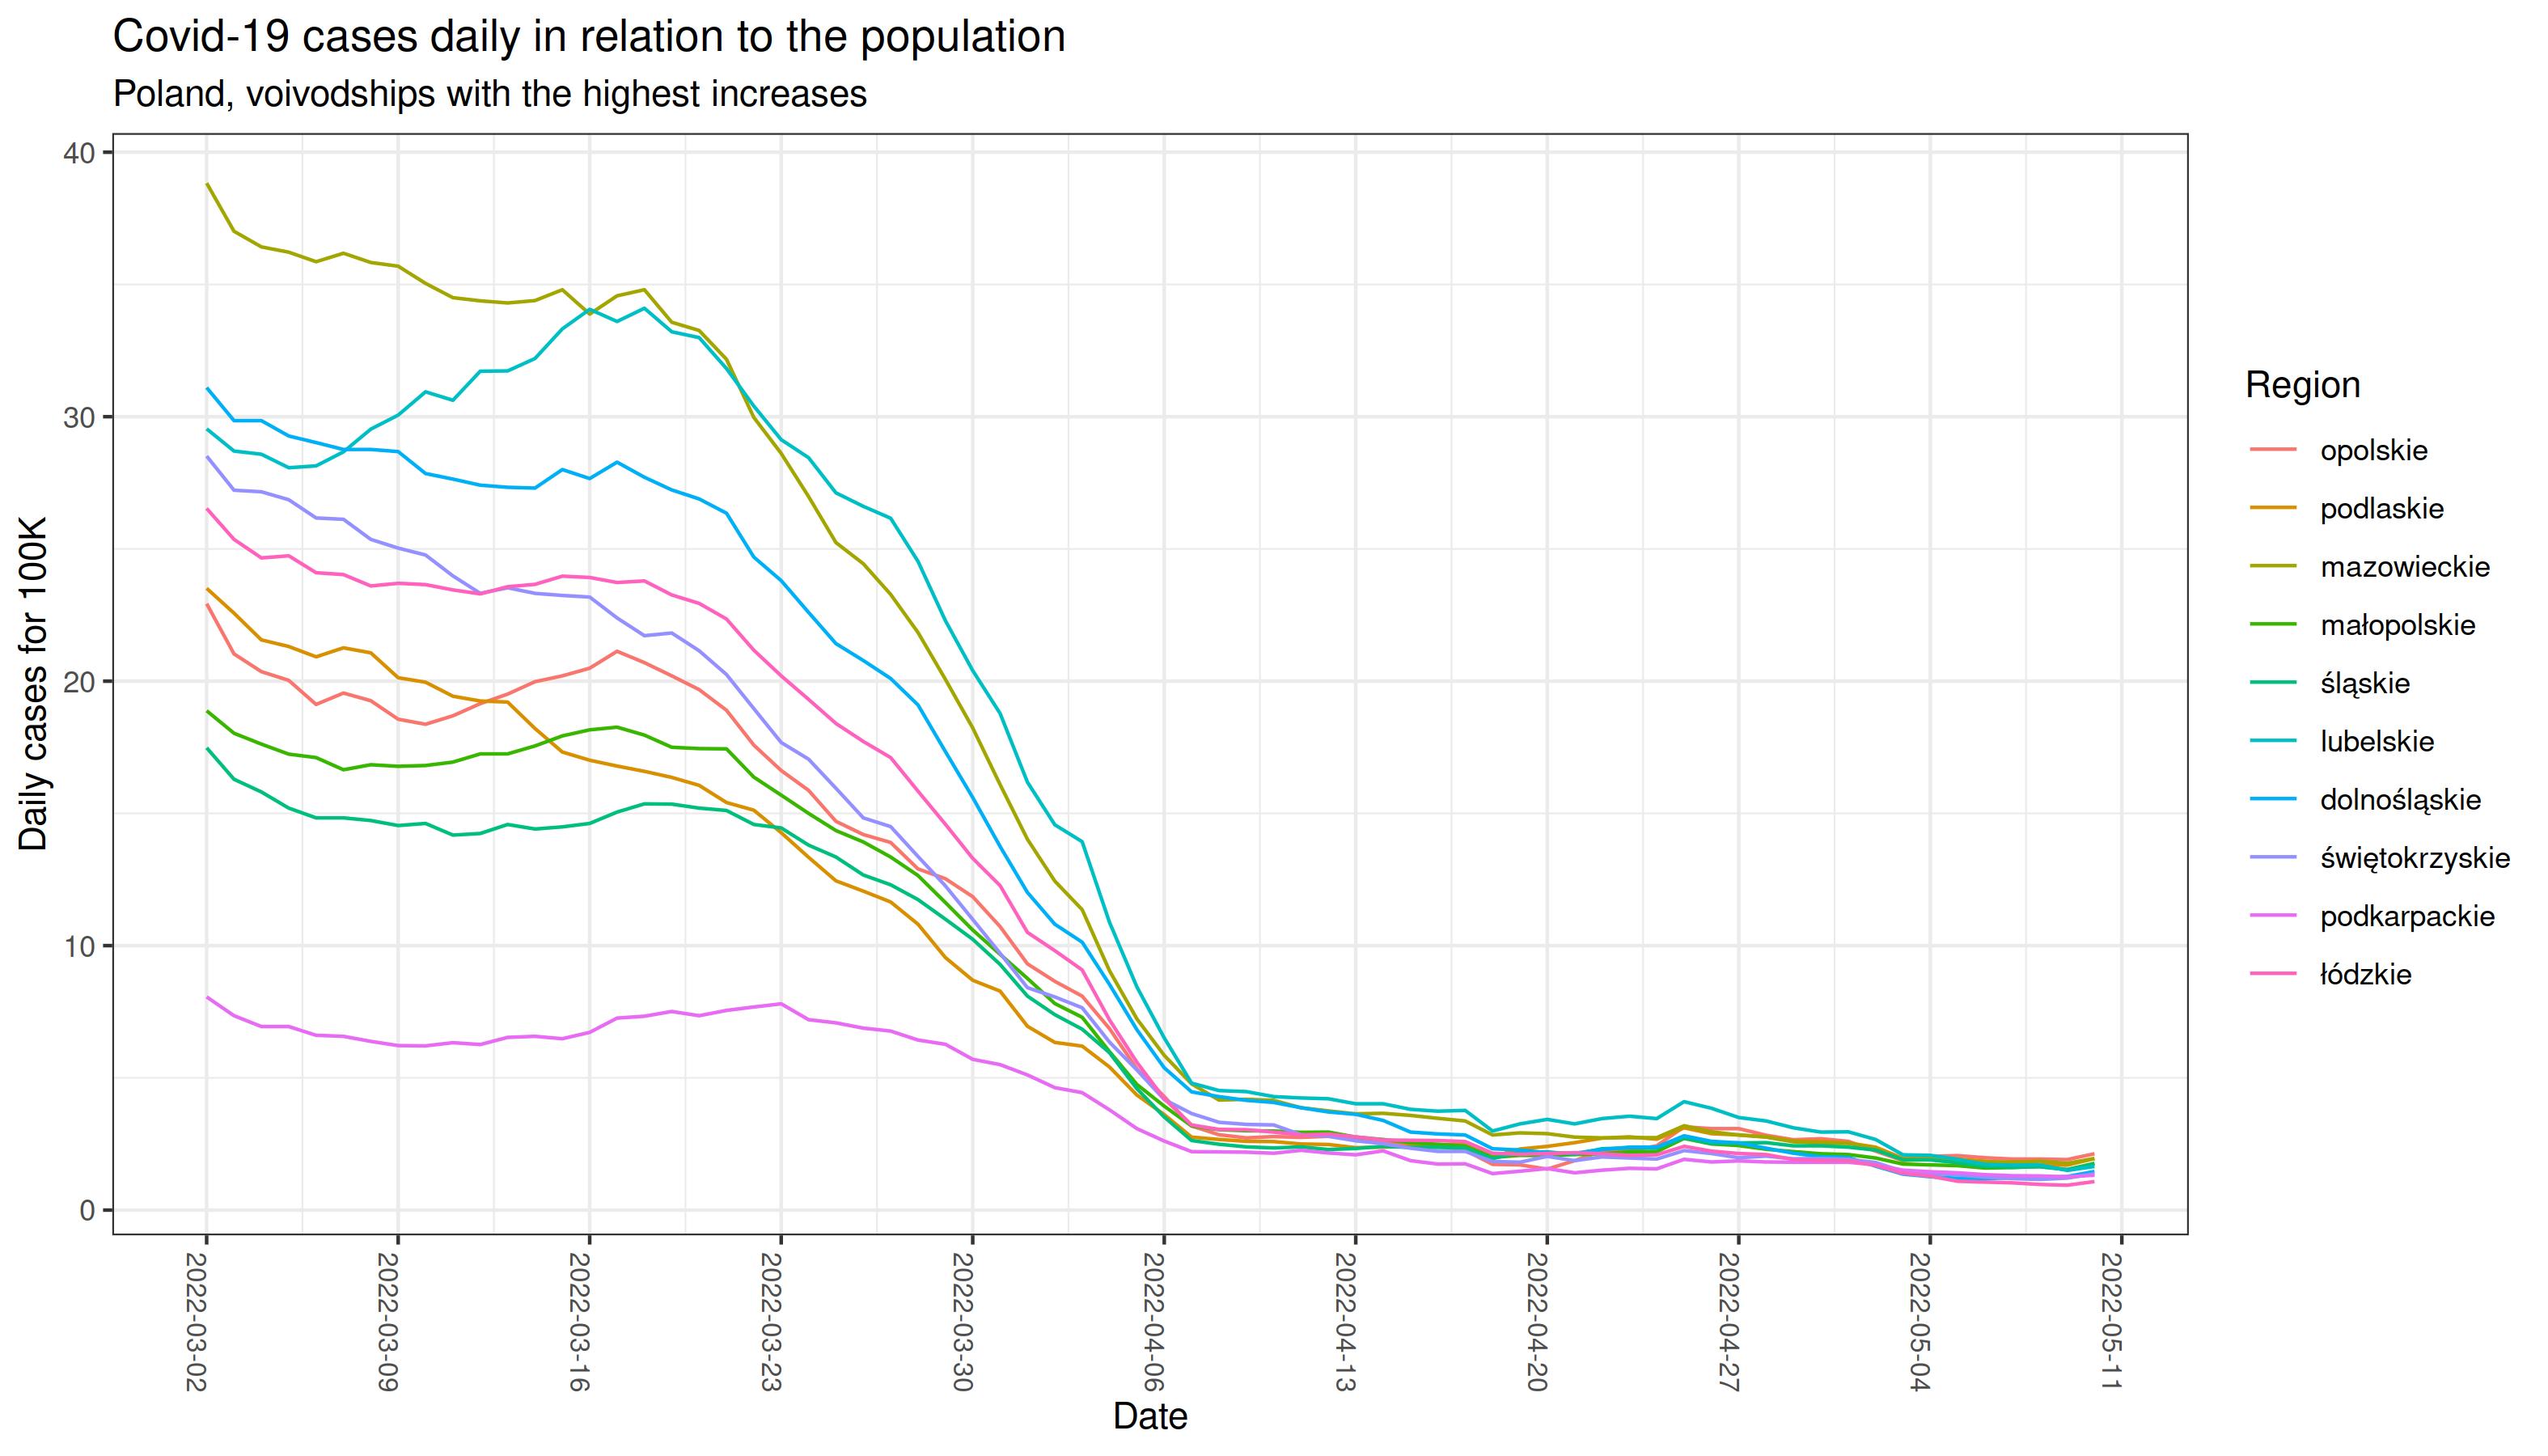 Covid-19 cases daily in relation to the population
Poland, voivodships with the highest increases
Daily cases for 100K
40
30
20
10
0
2022-03-02
2022-03-09
2022-03-16
2022-03-23
2022-03-30
2022-04-06
2022-04-13
2022-04-20
2022-04-27
2022-05-04
2022-05-11
Date
Region
opolskie
podlaskie
mazowieckie
małopolskie
śląskie
lubelskie
dolnośląskie
świętokrzyskie
podkarpackie
łódzkie